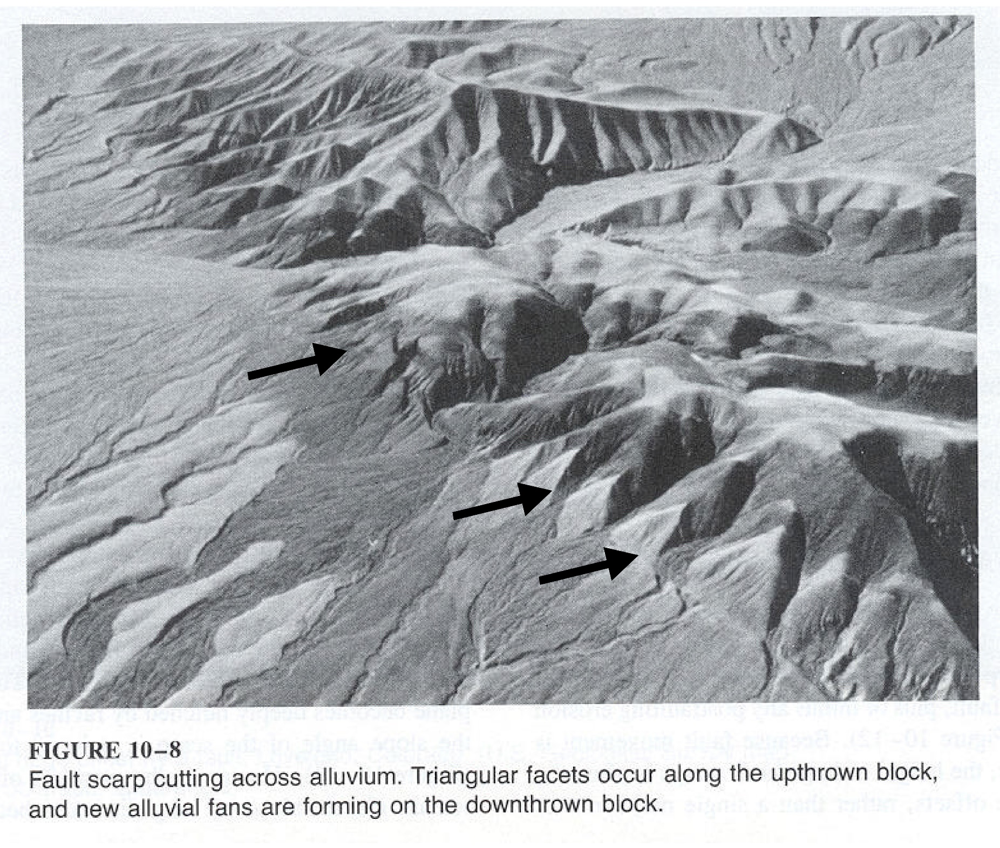 FIGURE 10–8
Fault scarp cutting across alluvium. Triangular facets occur along the upthrown block,
and new alluvial fans are forming on the downthrown block.